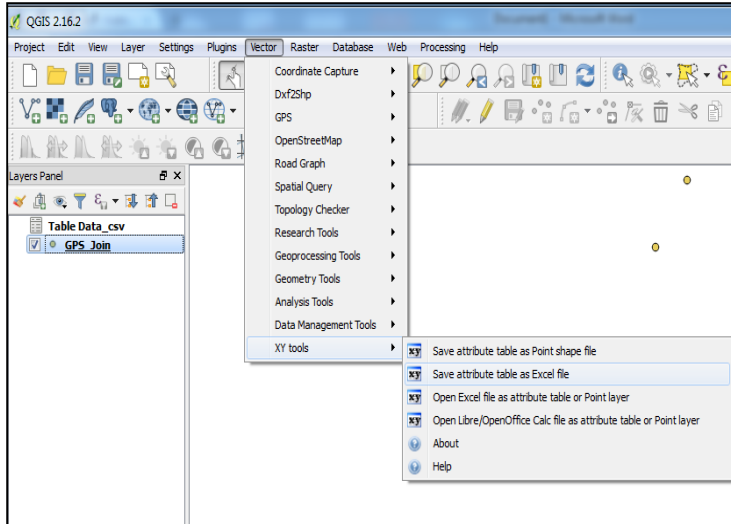 QGIS 2.16.2
Project Edit View Layer Settings Plugins Vector Raster Database Web Processing Help
Coordinate Capture
Dxf2Shp
GPS
OpenStreetMap
Road Graph
Spatial Query
Topology Checker
Research Tools
Geoprocessing Tools
Geometry Tools
Analysis Tools
Data Management Tools
XY tools
Layers Panel
Table Data_csv
GPS_Join
xy Save attribute table as Point shape file
xy Save attribute table as Excel file
xy Open Excel file as attribute table or Point layer
xy Open Libre/OpenOffice Calc file as attribute table or Point layer
About
Help